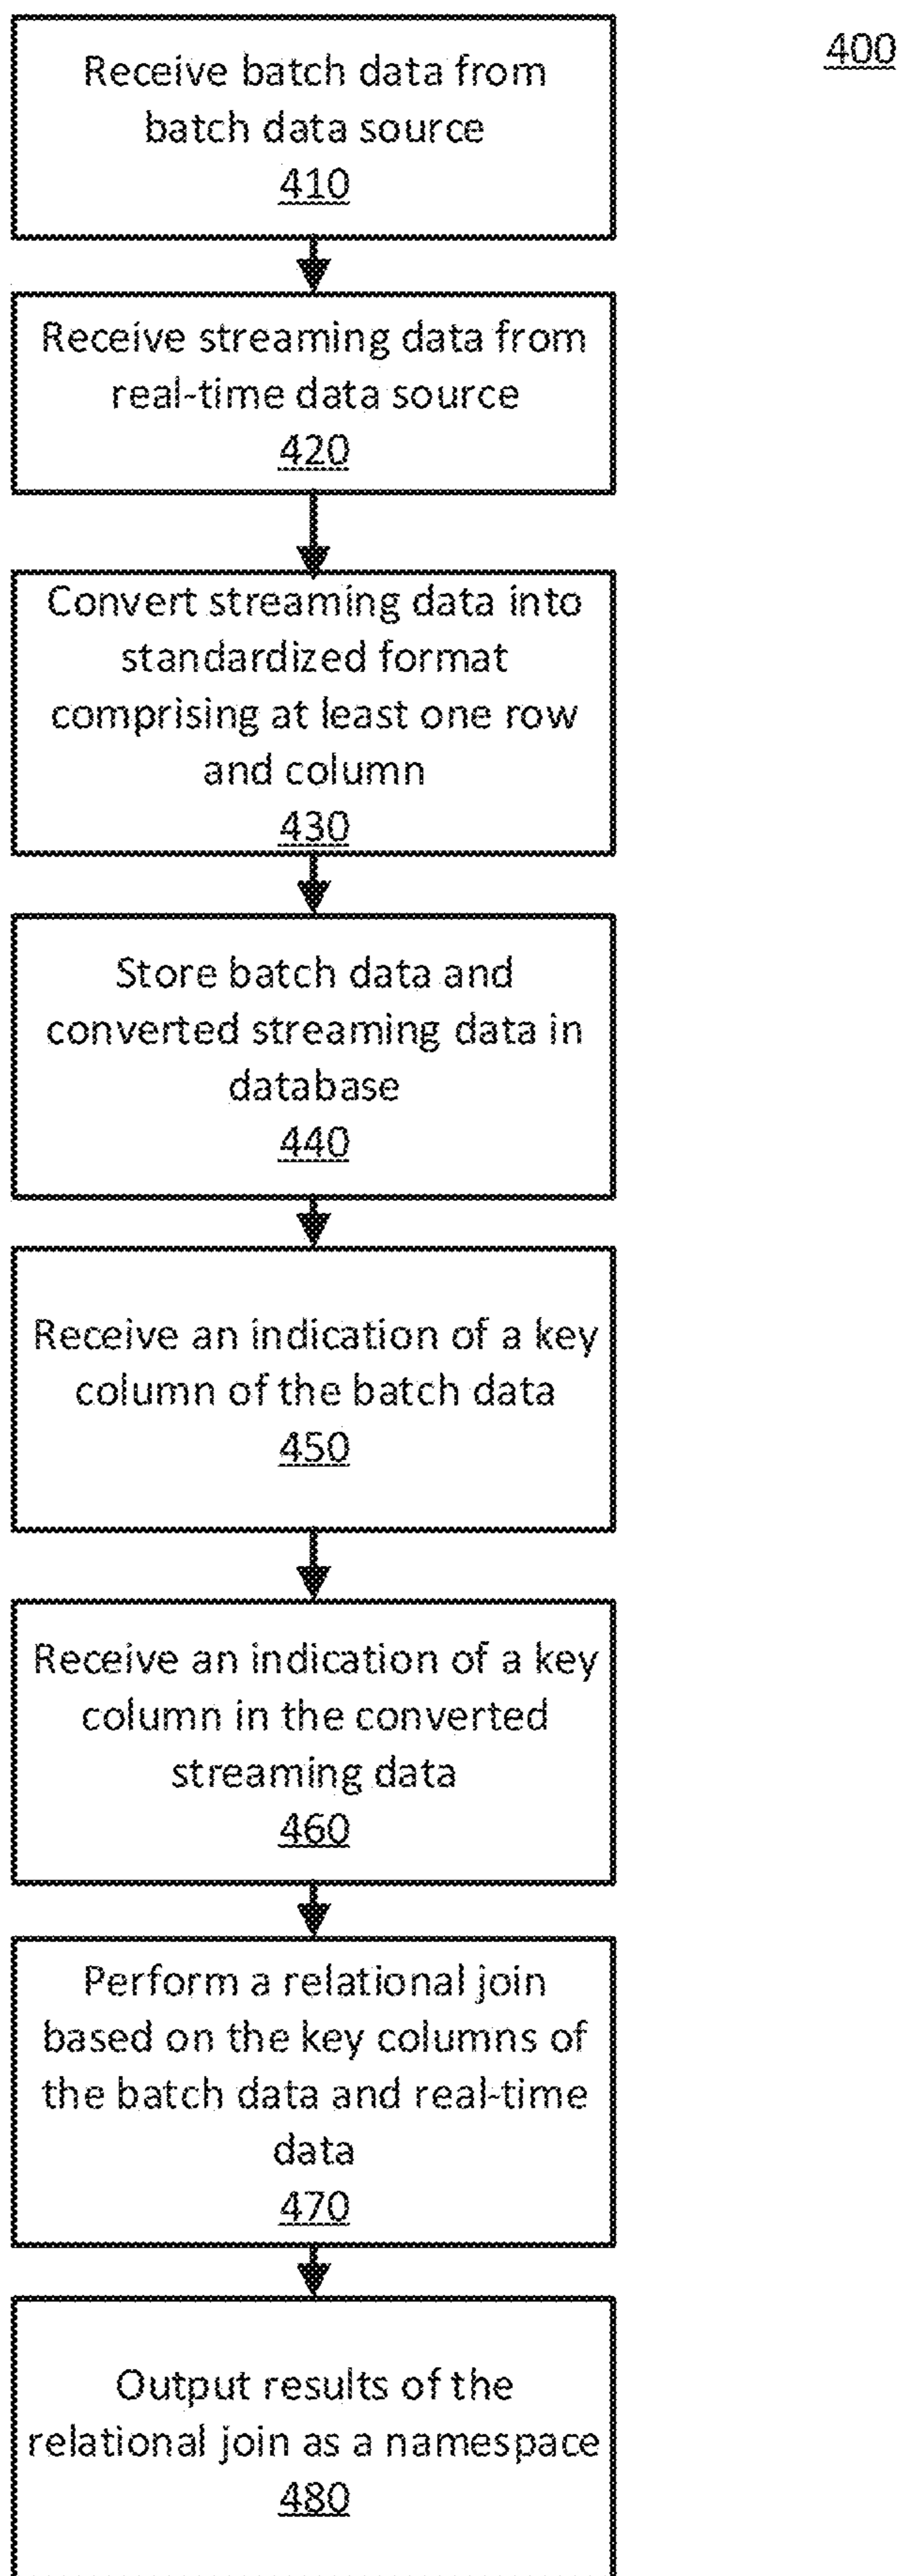 400
Receive batch data from
batch data source
410
Receive streaming data from
real-time data source
420
Convert streaming data into
standardized format
comprising at least one row
and column
430
Store batch data and
converted streaming data in
database
440
Receive an indication of a key
column of the batch data
450
Receive an indication of a key
column in the converted
streaming data
460
Perform a relational join
based on the key columns of
the batch data and real-time
data
470
Output results of the
relational join as a namespace
480